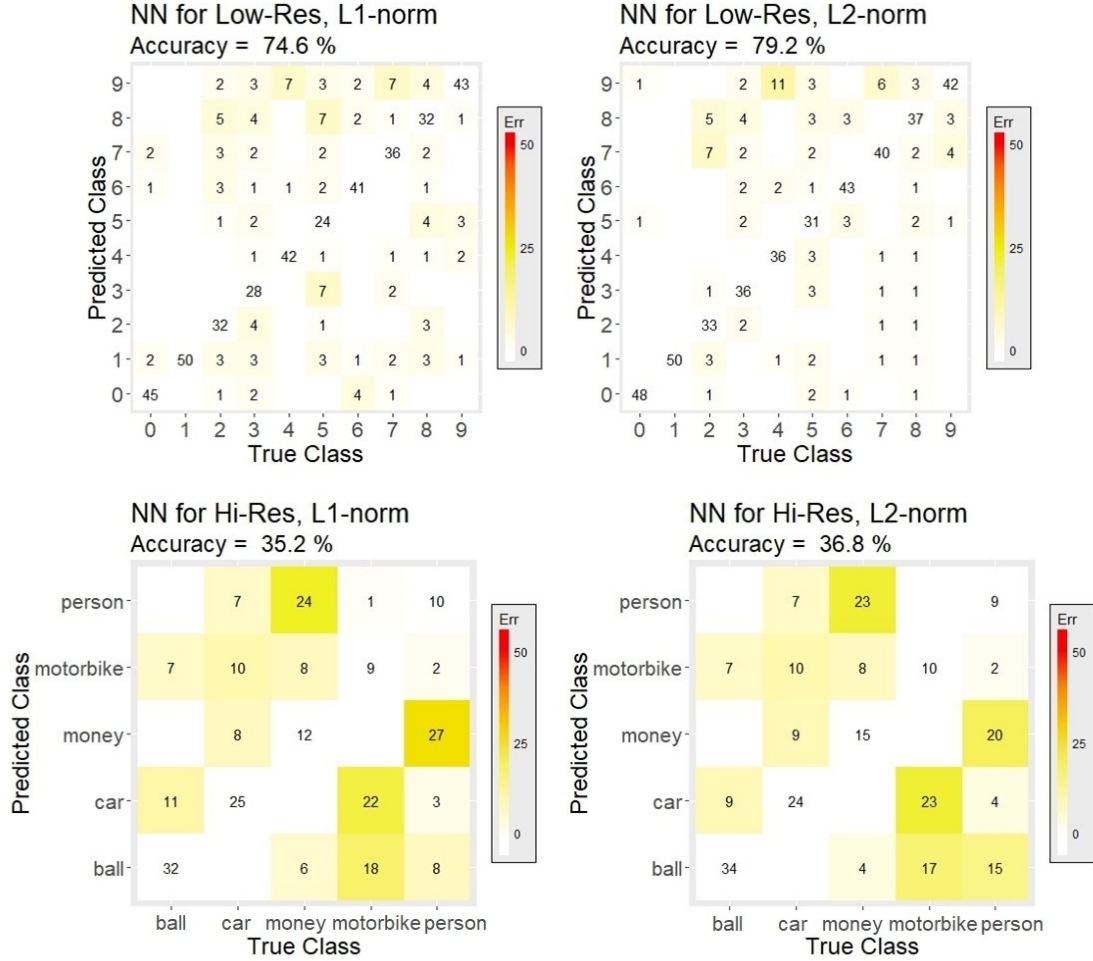 NN for Low-Res, L1-norm
Accuracy = 74.6 %
Predicted Class
9 2 3 7 3 2 7 4 43
8 5 4 7 2 1 32 1
7 2 3 2 2 36 2
6 1 3 1 1 2 41 1
5 1 2 24 4 3
4 1 42 1 1 1 2
3 28 7 2
2 32 4 1 3
1 2 50 3 3 3 1 2 3 1
0 45 1 2 4 1
0 1 2 3 4 5 6 7 8 9
True Class
Err
50
25
0
NN for Low-Res, L2-norm
Accuracy = 79.2 %
Predicted Class
9 1 2 11 3 6 3 42
8 5 4 3 3 37 3
7 7 2 2 40 2 4
6 2 2 1 43 1
5 1 2 31 3 2 1
4 36 3 1 1
3 1 36 3 1 1
2 33 2 1 1
1 50 3 1 2 1 1
0 48 1 2 1 1
0 1 2 3 4 5 6 7 8 9
True Class
Err
50
25
0
NN for Hi-Res, L1-norm
Accuracy = 35.2 %
Predicted Class
person 7 24 1 10
motorbike 7 10 8 9 2
money 8 12 27
car 11 25 22 3
ball 32 6 18 8
ball car money motorbike person
True Class
Err
50
25
0
NN for Hi-Res, L2-norm
Accuracy = 36.8 %
Predicted Class
person 7 23 9
motorbike 7 10 8 10 2
money 9 15 20
car 9 24 23 4
ball 34 4 17 15
ball car money motorbike person
True Class
Err
50
25
0